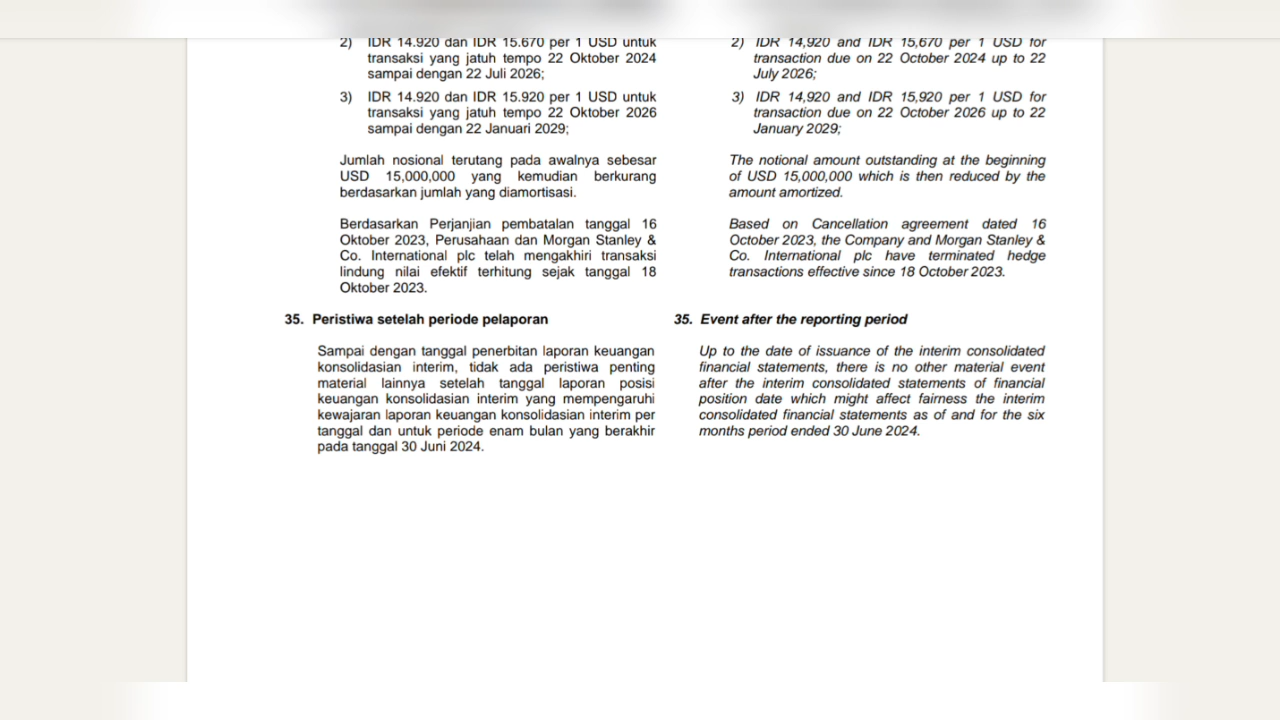 2) IDR 14.920 dan IDR 15.670 per 1 USD untuk
transaksi yang jatuh tempo 22 Oktober 2024
sampai dengan 22 Juli 2026;
3) IDR 14.920 dan IDR 15.920 per 1 USD untuk
transaksi yang jatuh tempo 22 Oktober 2026
sampai dengan 22 Januari 2029;
Jumlah nosional terutang pada awalnya sebesar
USD 15,000,000 yang kemudian berkurang
berdasarkan jumlah yang diamortisasi.
Berdasarkan Perjanjian pembatalan tanggal 16
Oktober 2023, Perusahaan dan Morgan Stanley &
Co. International plc telah mengakhiri transaksi
lindung nilai efektif terhitung sejak tanggal 18
Oktober 2023.
35. Peristiwa setelah periode pelaporan
Sampai dengan tanggal penerbitan laporan keuangan
konsolidasian interim, tidak ada peristiwa penting
material lainnya setelah tanggal laporan posisi
keuangan konsolidasian interim yang mempengaruhi
kewajaran laporan keuangan konsolidasian interim per
tanggal dan untuk periode enam bulan yang berakhir
pada tanggal 30 Juni 2024.
2) IDR 14,920 and IDR 15,670 per 1 USD for
transaction due on 22 October 2024 up to 22
July 2026;
3) IDR 14,920 and IDR 15,920 per 1 USD for
transaction due on 22 October 2026 up to 22
January 2029;
The notional amount outstanding at the beginning
of USD 15,000,000 which is then reduced by the
amount amortized.
Based on Cancellation agreement dated 16
October 2023, the Company and Morgan Stanley &
Co. International plc have terminated hedge
transactions effective since 18 October 2023.
35. Event after the reporting period
Up to the date of issuance of the interim consolidated
financial statements, there is no other material event
after the interim consolidated statements of financial
position date which might affect fairness the interim
consolidated financial statements as of and for the six
months period ended 30 June 2024.